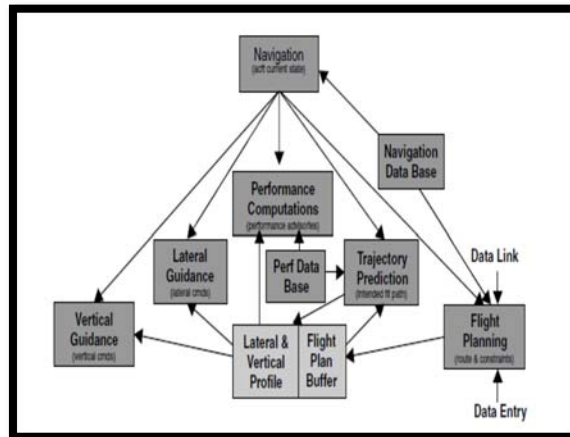 Navigation
(acft current state)
Navigation
Data Base
Performance
Computations
(performance advisories)
Lateral
Guidance
(lateral cmds)
Perf Data
Base
Trajectory
Prediction
(intended flt path)
Data Link
Vertical
Guidance
(vertical cmds)
Lateral &
Vertical
Profile
Flight
Plan
Buffer
Flight
Planning
(route & constraints)
Data Entry